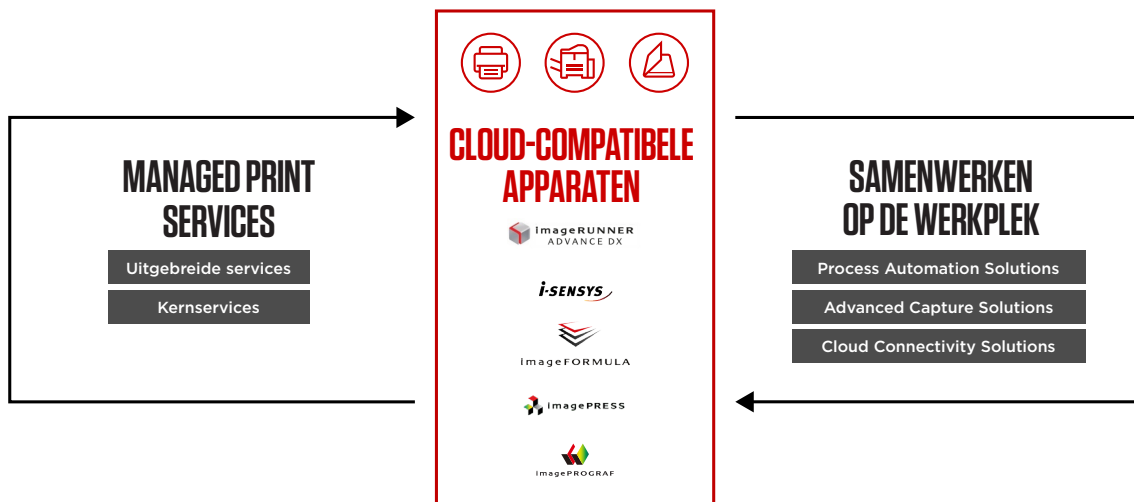 MANAGED PRINT
SERVICES
Uitgebreide services
Kernservices
CLOUD-COMPATIBELE
APPARATEN
imageRUNNER
ADVANCE DX
i-SENSYS
imageFORMULA
imagePRESS
imagePROGRAF
SAMENWERKEN
OP DE WERKPLEK
Process Automation Solutions
Advanced Capture Solutions
Cloud Connectivity Solutions